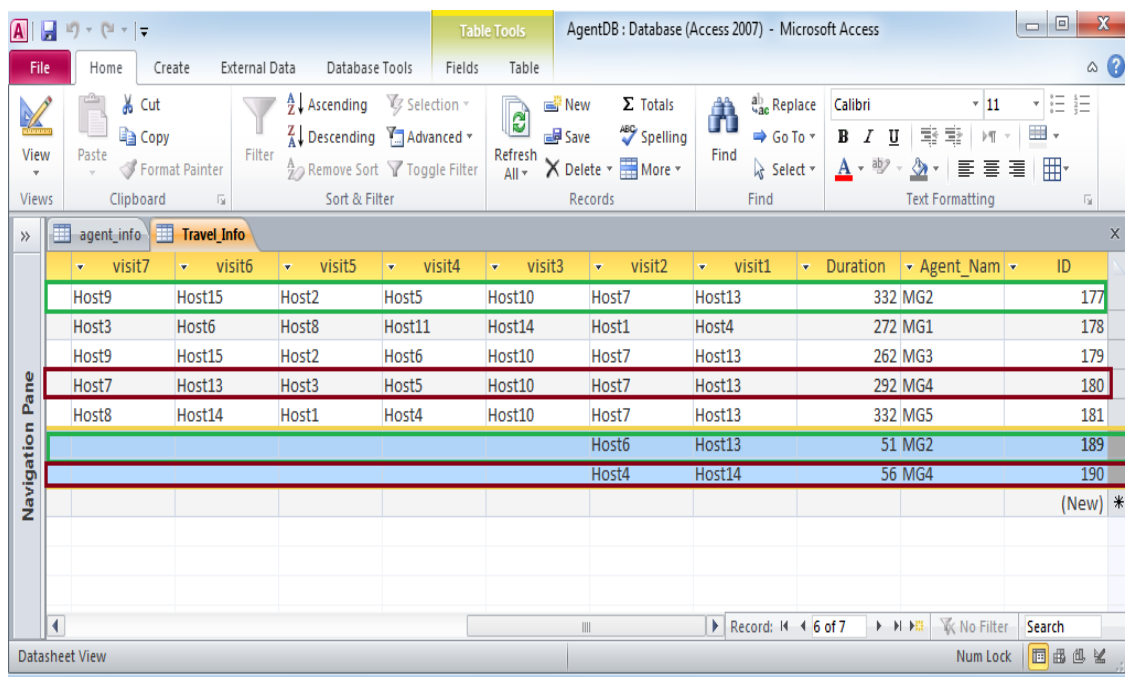 A
Table Tools
AgentDB : Database (Access 2007) - Microsoft Access
X
File Home Create External Data Database Tools Fields Table
?
View
Views
Paste
Cut
Copy
Format Painter
Clipboard
Filter
Ascending
Descending
Remove Sort
Selection
Advanced
Toggle Filter
Sort & Filter
Refresh
All
New
Save
Delete
Σ Totals
ABC Spelling
More
Records
Find
ab ac Replace
Go To
Select
Find
Calibri 11
B I U
A ab
Text Formatting
» agent_info Travel_Info X
visit7 visit6 visit5 visit4 visit3 visit2 visit1 Duration Agent_Nam ID
Host9 Host15 Host2 Host5 Host10 Host7 Host13 332 MG2 177
Host3 Host6 Host8 Host11 Host14 Host1 Host4 272 MG1 178
Host9 Host15 Host2 Host6 Host10 Host7 Host13 262 MG3 179
Host7 Host13 Host3 Host5 Host10 Host7 Host13 292 MG4 180
Host8 Host14 Host1 Host4 Host10 Host7 Host13 332 MG5 181
Host6 Host13 51 MG2 189
Host4 Host14 56 MG4 190
(New) *
Navigation Pane
Record: 6 of 7 No Filter Search
Datasheet View Num Lock